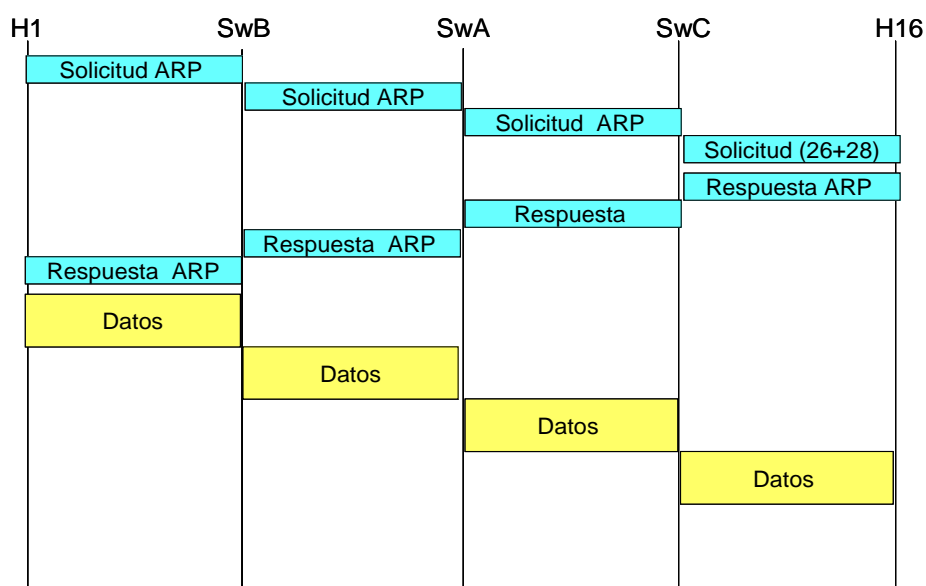 H1 SwB SwA SwC H16
Solicitud ARP
Solicitud ARP
Solicitud ARP
Solicitud (26+28)
Respuesta ARP
Respuesta
Respuesta ARP
Respuesta ARP
Datos
Datos
Datos
Datos